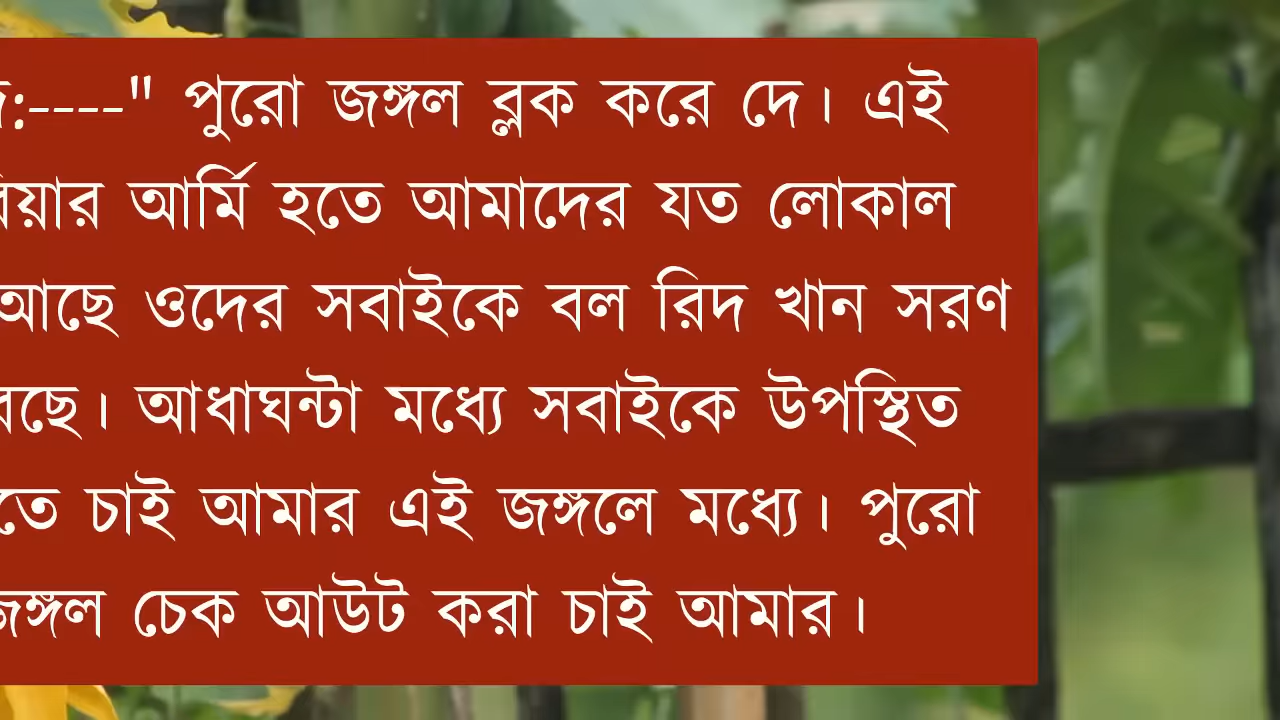 :----" পুরো জঙ্গল ব্লক করে দে। এই
আর্মি হতে আমাদের যত লোকাল
আছে ওদের সবাইকে বল রিদ খান সরণ
আধাঘন্টা মধ্যে সবাইকে উপস্থিত
চাই আমার এই জঙ্গলে মধ্যে। পুরো
জঙ্গল চেক আউট করা চাই আমার।